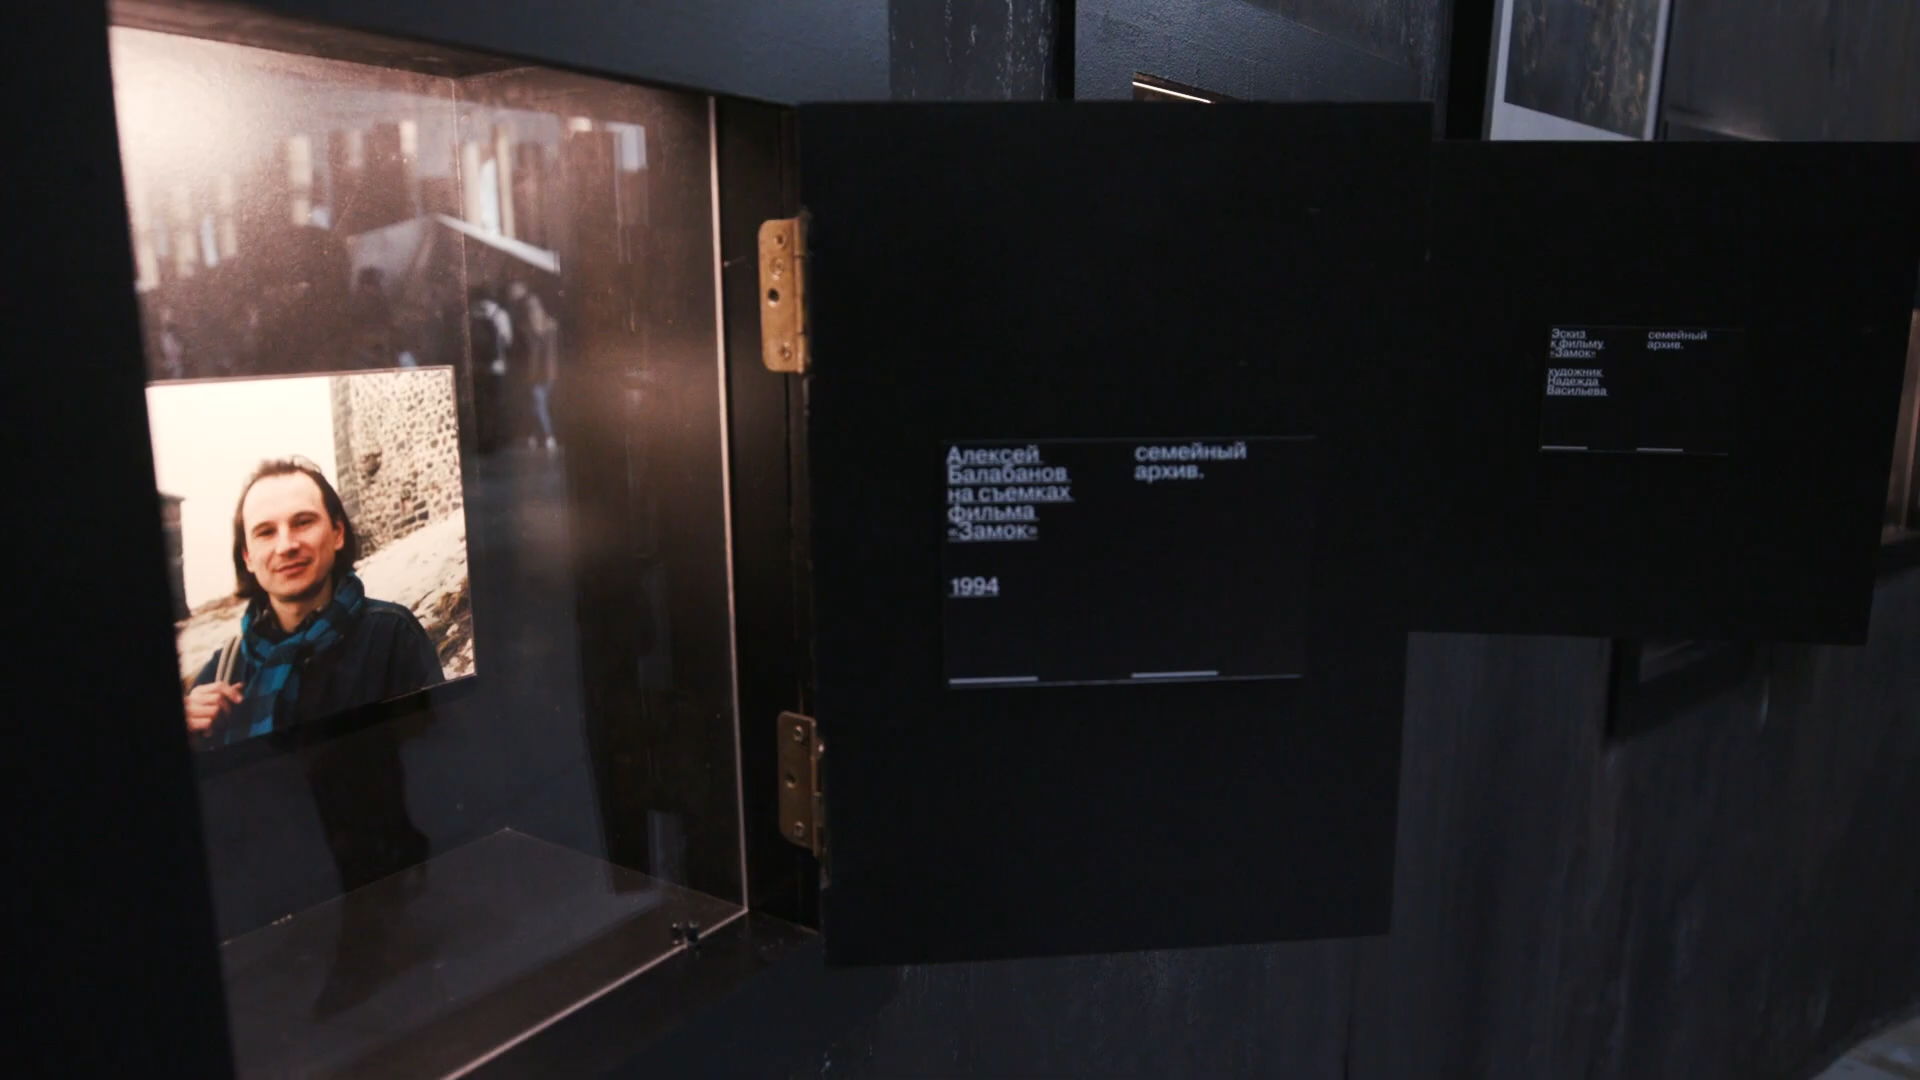 Алексей
Балабанов
на съемках
фильма
«Замок»
1994
семейный
архив.
Эскиз
к фильму
«Замок»
художник
Надежда
Васильева
семейный
архив.